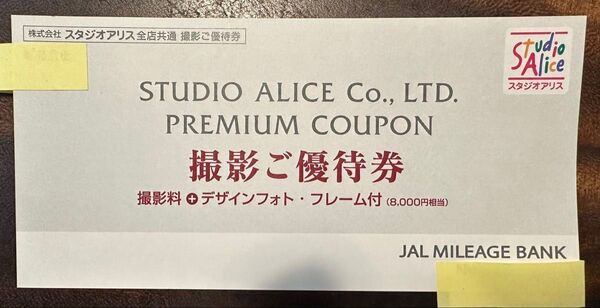 株式会社 スタジオアリス 全店共通 撮影ご優待券
Studio
Alice
スタジオアリス
STUDIO ALICE Co., LTD.
PREMIUM COUPON
撮影ご優待券
撮影料 + デザインフォト・フレーム付 (8,000円相当)
JAL MILEAGE BANK